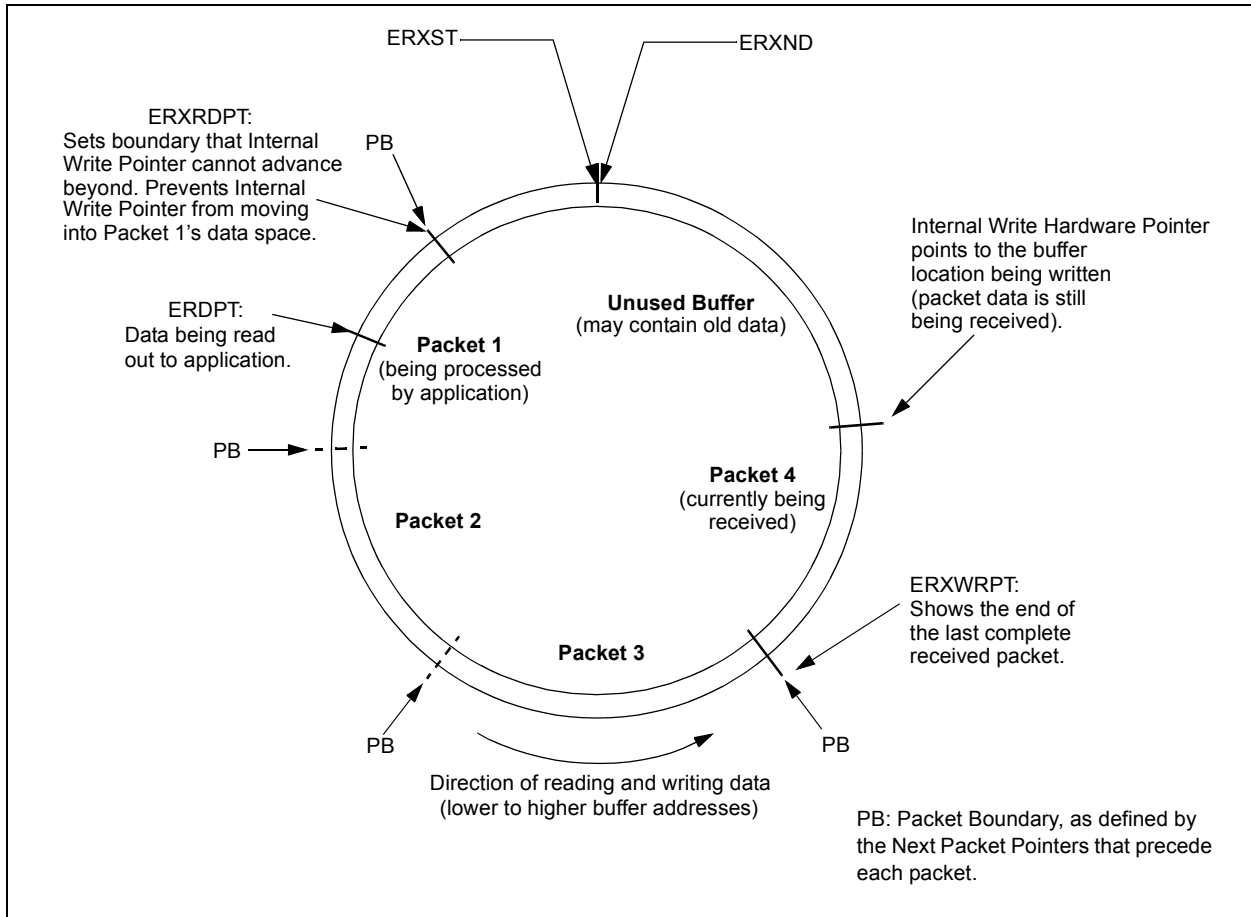 ERXST
ERXND
ERXRDPT:
Sets boundary that Internal
Write Pointer cannot advance
beyond. Prevents Internal
Write Pointer from moving
into Packet 1’s data space.
PB
Internal Write Hardware Pointer
points to the buffer
location being written
(packet data is still
being received).
Unused Buffer
(may contain old data)
ERDPT:
Data being read
out to application.
Packet 1
(being processed
by application)
PB
Packet 4
(currently being
received)
Packet 2
ERXWRPT:
Shows the end of
the last complete
received packet.
Packet 3
PB
PB
Direction of reading and writing data
(lower to higher buffer addresses)
PB: Packet Boundary, as defined by
the Next Packet Pointers that precede
each packet.